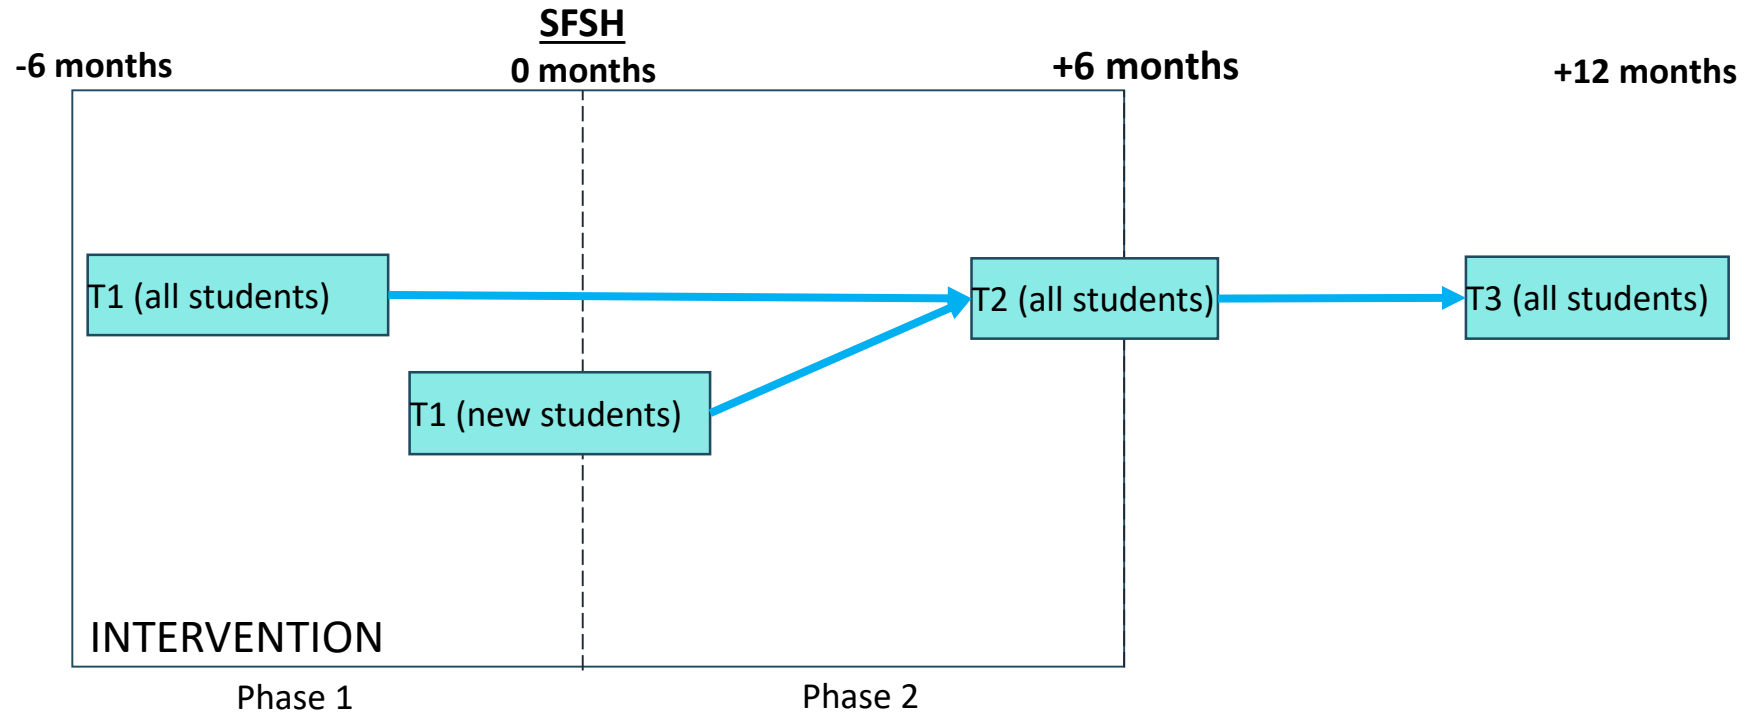 SFSH
-6 months
0 months
+6 months
+12 months
T1 (all students)
T2 (all students)
T3 (all students)
T1 (new students)
INTERVENTION
Phase 1
Phase 2